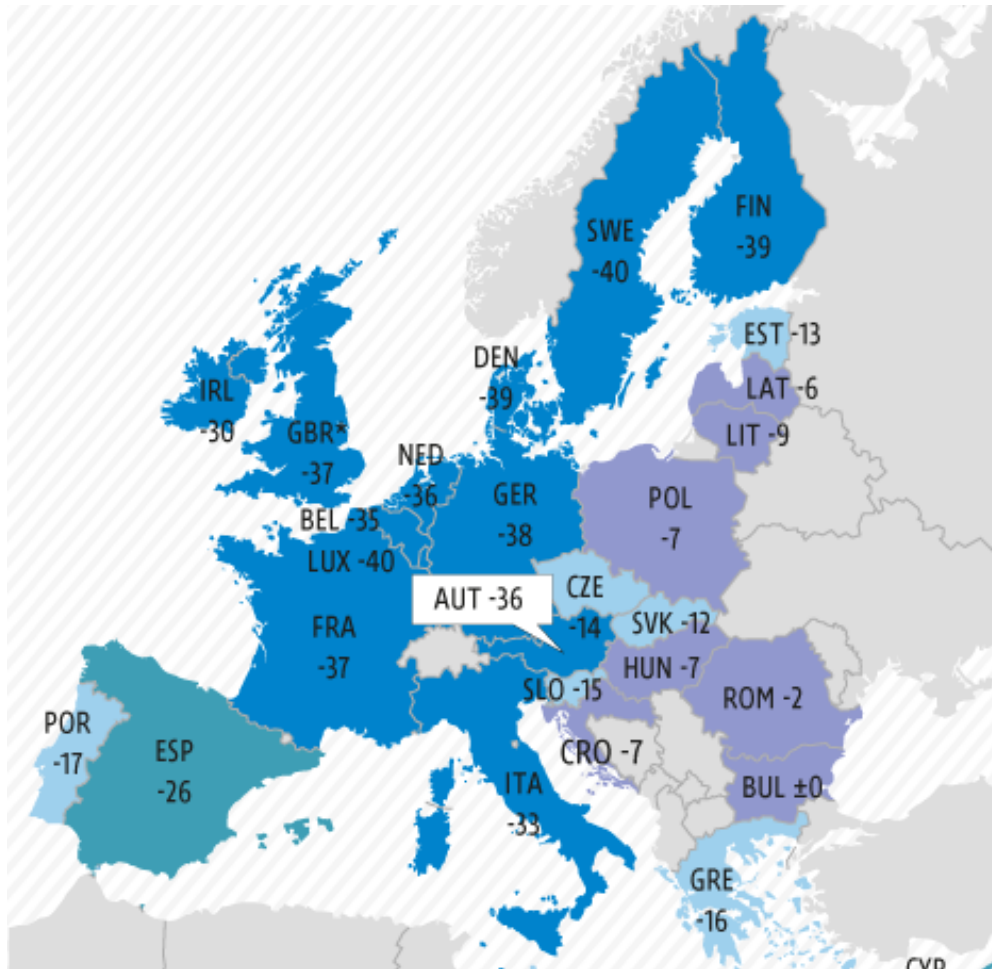 FIN
-39
SWE
-40
EST -13
DEN
-39
LAT -6
IRL
-30
LIT -9
GBR*
-37
NED
-36
GER
-38
POL
-7
BEL -35
LUX -40
CZE
-14
AUT -36
SVK -12
FRA
-37
HUN -7
SLO -15
ROM -2
POR
-17
ESP
-26
CRO -7
ITA
-33
BUL ±0
GRE
-16
CYP